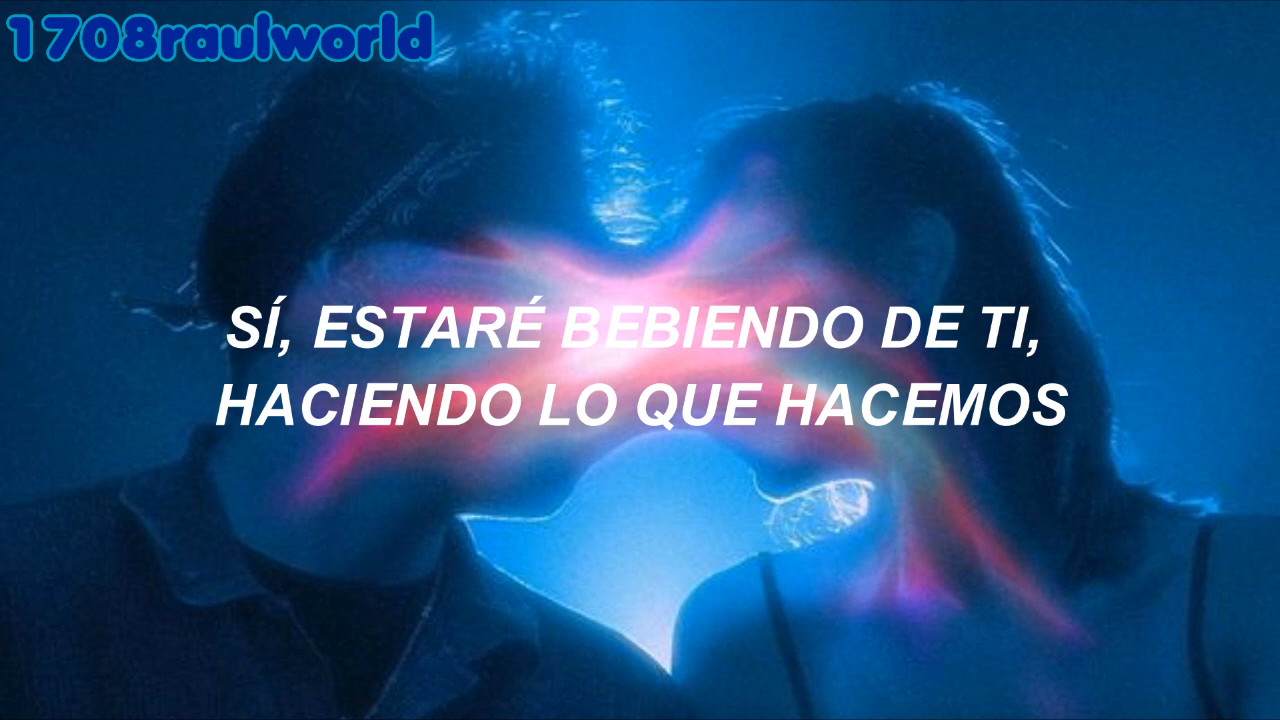 1708raulworld
SÍ, ESTARÉ BEBIENDO DE TI,
HACIENDO LO QUE HACEMOS